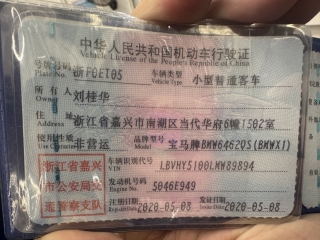 中华人民共和国机动车行驶证
Vehicle License of the People's Republic of China
号牌号码 Plate No. 浙F0ET05 车辆类型 Vehicle Type 小型普通客车
所有人 刘桂华
住址 浙江省嘉兴市南湖区当代华府6幢1502室
使用性质 非营运 品牌型号 Model 宝马牌BMW6462QS(BMWX1)
浙江省嘉兴市公安局交通警察支队
车辆识别代号 VIN LBVHY5100LMW89894
发动机号码 Engine No. 5046E949
注册日期 2020-05-08 发证日期 2020-05-08